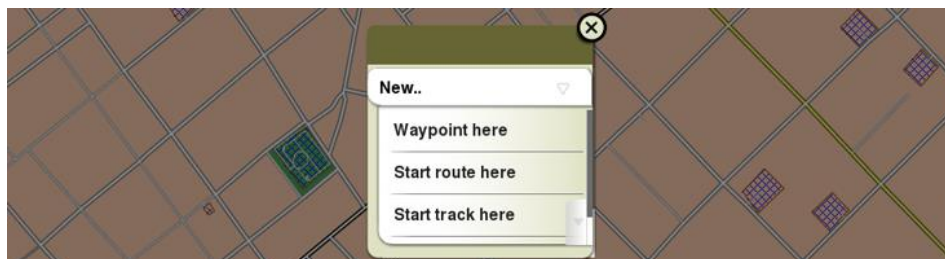 New..
Waypoint here
Start route here
Start track here